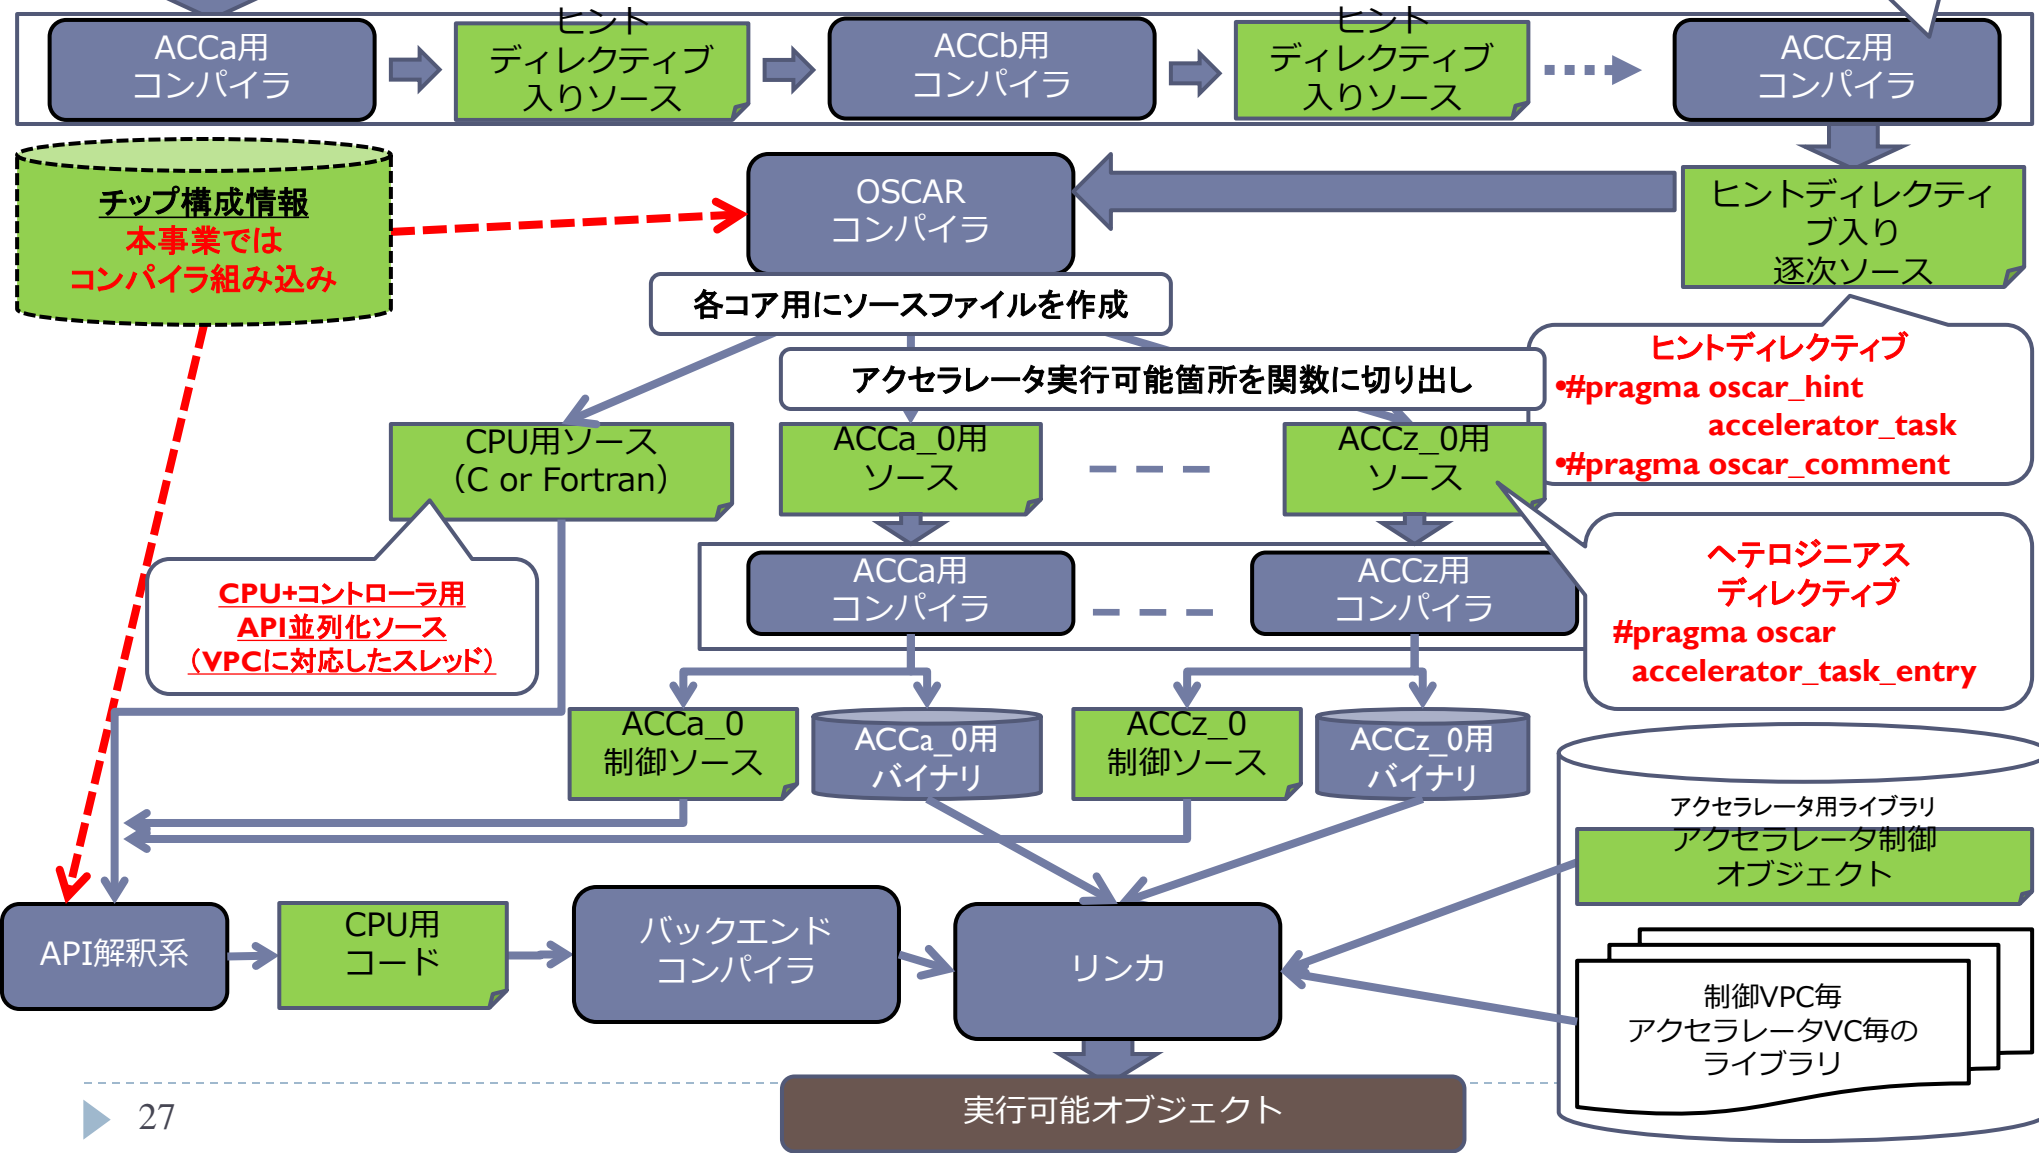 ACCa用
コンパイラ
ヒント
ディレクティブ
入りソース
ACCb用
コンパイラ
ヒント
ディレクティブ
入りソース
ACCz用
コンパイラ
チップ構成情報
本事業では
コンパイラ組み込み
OSCAR
コンパイラ
ヒントディレクティ
ブ入り
逐次ソース
各コア用にソースファイルを作成
アクセラレータ実行可能箇所を関数に切り出し
ヒントディレクティブ
•#pragma oscar_hint
accelerator_task
•#pragma oscar_comment
CPU用ソース
（C or Fortran）
ACCa_0用
ソース
ACCz_0用
ソース
CPU+コントローラ用
API並列化ソース
（VPCに対応したスレッド）
ACCa用
コンパイラ
ACCz用
コンパイラ
ヘテロジニアス
ディレクティブ
#pragma oscar
accelerator_task_entry
ACCa_0
制御ソース
ACCa_0用
バイナリ
ACCz_0
制御ソース
ACCz_0用
バイナリ
アクセラレータ用ライブラリ
アクセラレータ制御
オブジェクト
API解釈系
CPU用
コード
バックエンド
コンパイラ
リンカ
制御VPC毎
アクセラレータVC毎の
ライブラリ
実行可能オブジェクト
27